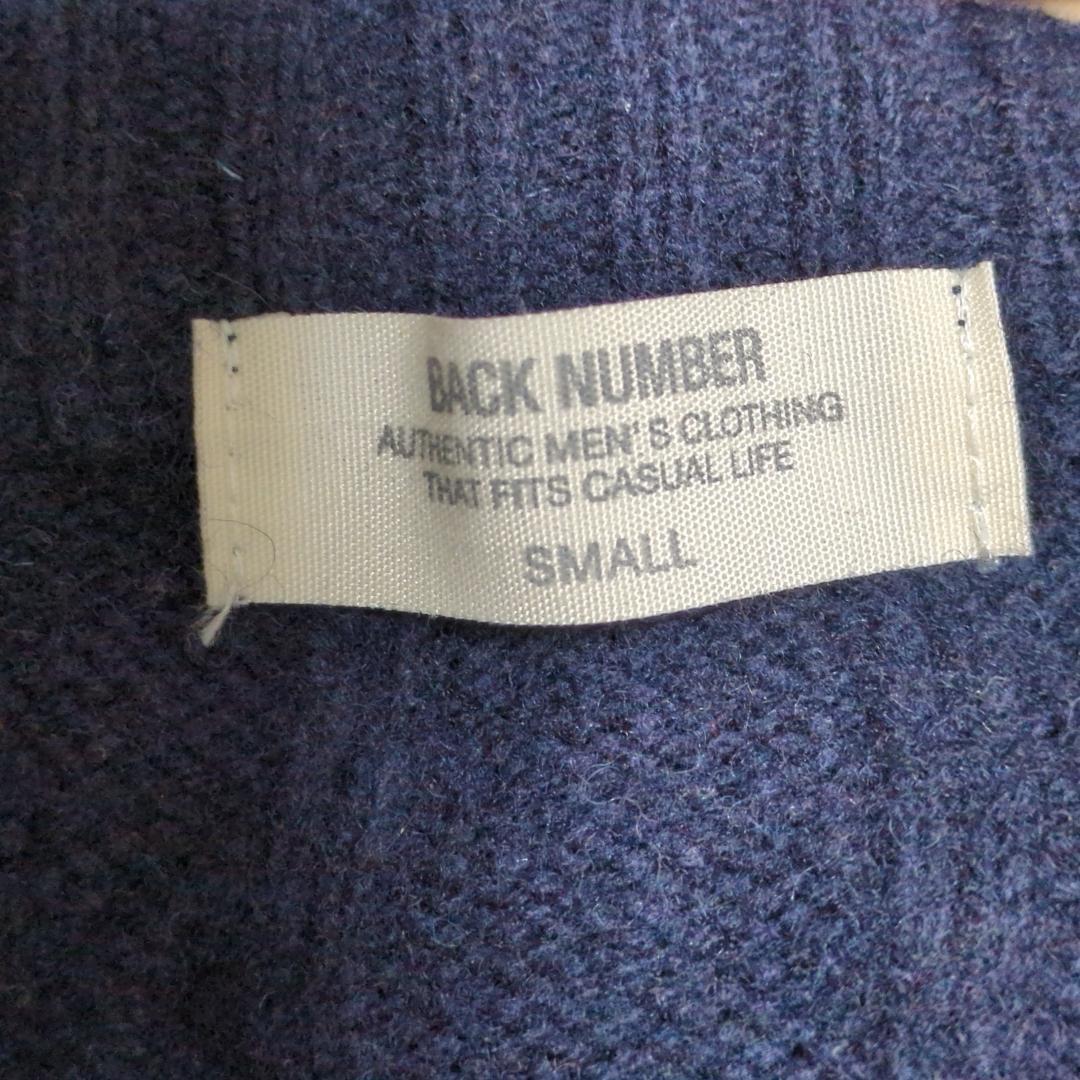 BACK NUMBER
AUTHENTIC MEN'S CLOTHING
THAT FITS CASUAL LIFE
SMALL